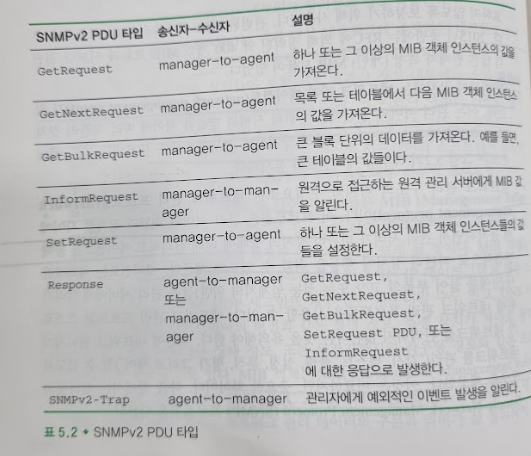 SNMPv2 PDU 타입 송신자-수신자 설명
GetRequest manager-to-agent 하나 또는 그 이상의 MIB 객체 인스턴스의 값을
가져온다.
GetNextRequest manager-to-agent 목록 또는 테이블에서 다음 MIB 객체 인스턴스
의 값을 가져온다.
GetBulkRequest manager-to-agent 큰 블록 단위의 데이터를 가져온다. 예를 들면,
큰 테이블의 값들이다.
InformRequest manager-to-man- 원격으로 접근하는 원격 관리 서버에게 MIB 값
ager 을 알린다.
SetRequest manager-to-agent 하나 또는 그 이상의 MIB 객체 인스턴스들의 값
들을 설정한다.
Response agent-to-manager GetRequest,
또는 GetNextRequest,
manager-to-man- GetBulkRequest,
ager SetRequest PDU, 또는
InformRequest
에 대한 응답으로 발생한다.
SNMPv2-Trap agent-to-manager 관리자에게 예외적인 이벤트 발생을 알린다.
표 5.2 ◆ SNMPv2 PDU 타입